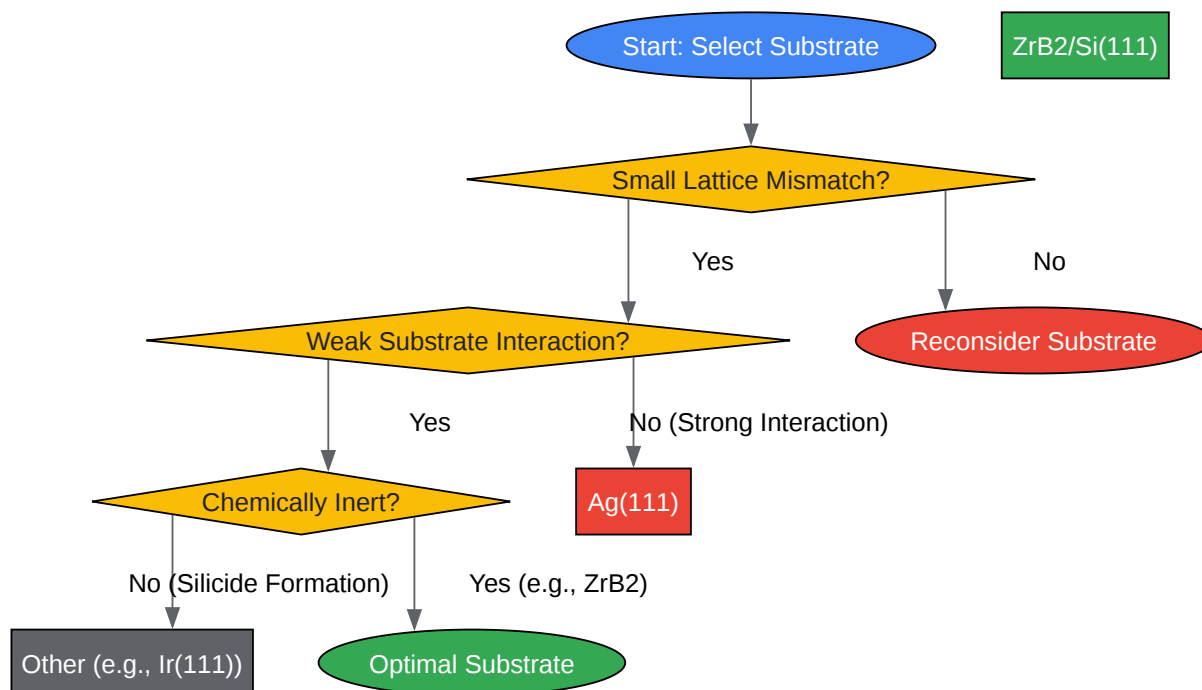 Start: Select Substrate
ZrB2/Si(111)
Small Lattice Mismatch?
Yes
No
Weak Substrate Interaction?
Reconsider Substrate
Yes
No (Strong Interaction)
Chemically Inert?
Ag(111)
No (Silicide Formation)
Yes (e.g., ZrB2)
Other (e.g., Ir(111))
Optimal Substrate